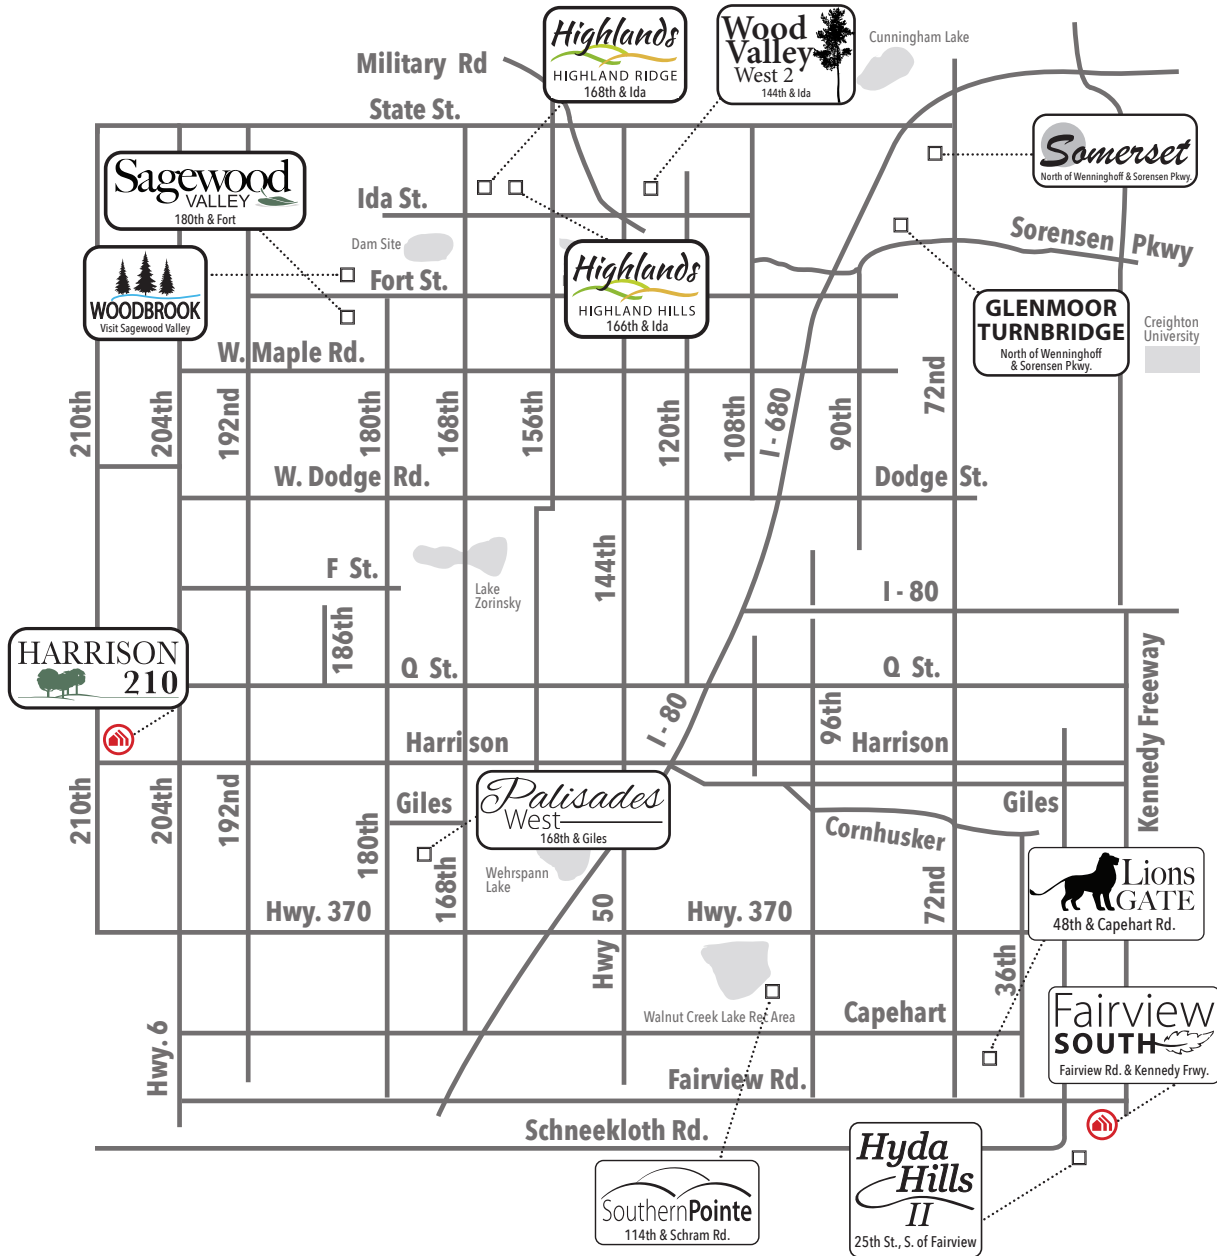 Highlands
HIGHLAND RIDGE
168th & Ida
Wood
Valley
West 2
144th & Ida
Cunningham Lake
Military Rd
State St.
Somerset
North of Wenninghoff & Sorensen Pkwy.
Sagewood
VALLEY
180th & Fort
Ida St.
Sorensen Pkwy
Dam Site
WOODBROOK
Visit Sagewood Valley
Fort St.
Highlands
HIGHLAND HILLS
166th & Ida
GLENMOOR
TURNBRIDGE
North of Wenninghoff
& Sorensen Pkwy.
Creighton
University
W. Maple Rd.
210th
204th
192nd
180th
168th
156th
120th
108th
I - 680
90th
72nd
W. Dodge Rd.
Dodge St.
144th
F St.
Lake
Zorinsky
I - 80
HARRISON
210
186th
Q St.
Q St.
Kennedy Freeway
I - 80
96th
Harrison
Harrison
210th
204th
192nd
180th
168th
Giles
Palisades
West
168th & Giles
Giles
Cornhusker
Wehrspann
Lake
72nd
Lions
GATE
48th & Capehart Rd.
Hwy. 370
Hwy 50
Hwy. 370
36th
Walnut Creek Lake Rec Area
Capehart
Fairview
SOUTH
Fairview Rd. & Kennedy Frwy.
Hwy. 6
Fairview Rd.
Schneekloth Rd.
SouthernPointe
114th & Schram Rd.
Hyda
Hills
II
25th St., S. of Fairview